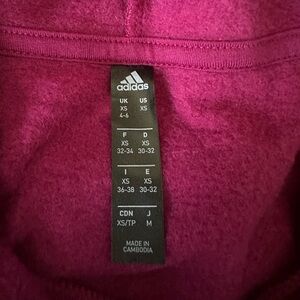 adidas
UK US
XS XS
4-6
F D
XS XS
32-34 30-32
I E
XS XS
36-38 30-32
CDN J
XS/TP M
MADE IN
CAMBODIA